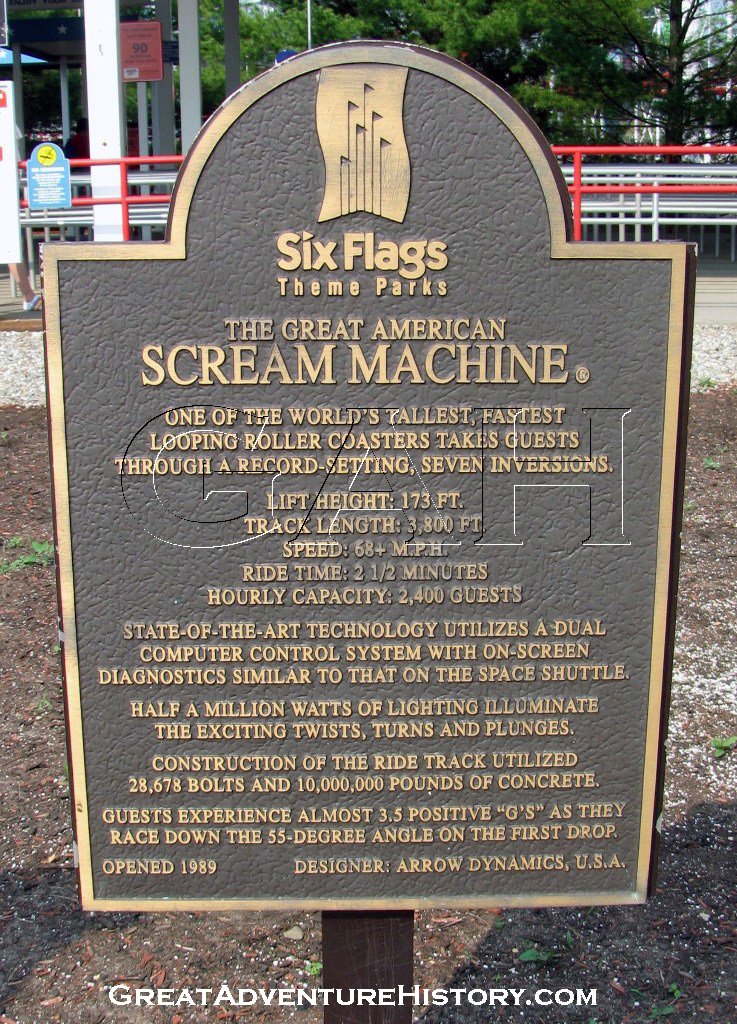 90
Six Flags
Theme Parks
THE GREAT AMERICAN
SCREAM MACHINE®
ONE OF THE WORLD'S TALLEST, FASTEST
LOOPING ROLLER COASTERS TAKES GUESTS
THROUGH A RECORD-SETTING, SEVEN INVERSIONS.
GAH
LIFT HEIGHT: 173 FT.
TRACK LENGTH: 3,800 FT.
SPEED: 68+ M.P.H.
RIDE TIME: 2 1/2 MINUTES
HOURLY CAPACITY: 2,400 GUESTS
STATE-OF-THE-ART TECHNOLOGY UTILIZES A DUAL
COMPUTER CONTROL SYSTEM WITH ON-SCREEN
DIAGNOSTICS SIMILAR TO THAT ON THE SPACE SHUTTLE.
HALF A MILLION WATTS OF LIGHTING ILLUMINATE
THE EXCITING TWISTS, TURNS AND PLUNGES.
CONSTRUCTION OF THE RIDE TRACK UTILIZED
28,678 BOLTS AND 10,000,000 POUNDS OF CONCRETE.
GUESTS EXPERIENCE ALMOST 3.5 POSITIVE "G'S" AS THEY
RACE DOWN THE 55-DEGREE ANGLE ON THE FIRST DROP.
OPENED 1989 DESIGNER: ARROW DYNAMICS, U.S.A.
GREATADVENTUREHISTORY.COM